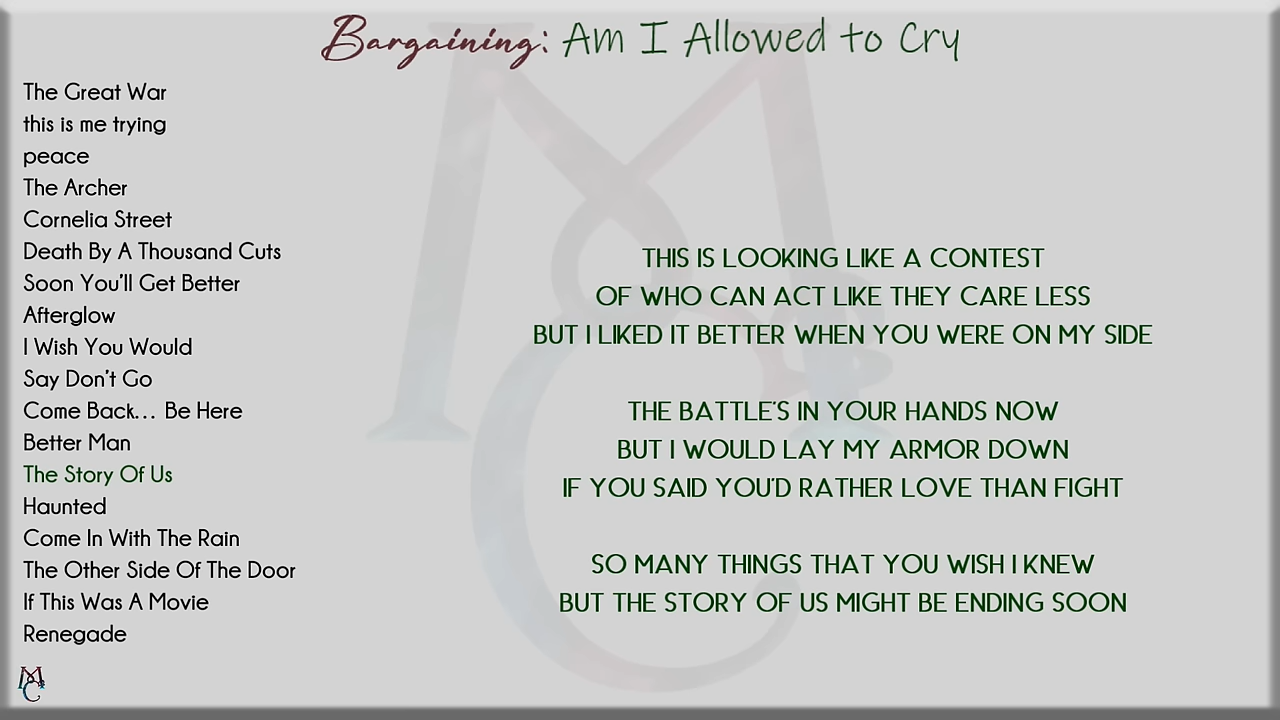 Bargaining: Am I Allowed to Cry
The Great War
this is me trying
peace
The Archer
Cornelia Street
Death By A Thousand Cuts
Soon You'll Get Better
Afterglow
I Wish You Would
Say Don't Go
Come Back... Be Here
Better Man
The Story Of Us
Haunted
Come In With The Rain
The Other Side Of The Door
If This Was A Movie
Renegade
THIS IS LOOKING LIKE A CONTEST
OF WHO CAN ACT LIKE THEY CARE LESS
BUT I LIKED IT BETTER WHEN YOU WERE ON MY SIDE
THE BATTLE'S IN YOUR HANDS NOW
BUT I WOULD LAY MY ARMOR DOWN
IF YOU SAID YOU'D RATHER LOVE THAN FIGHT
SO MANY THINGS THAT YOU WISH I KNEW
BUT THE STORY OF US MIGHT BE ENDING SOON